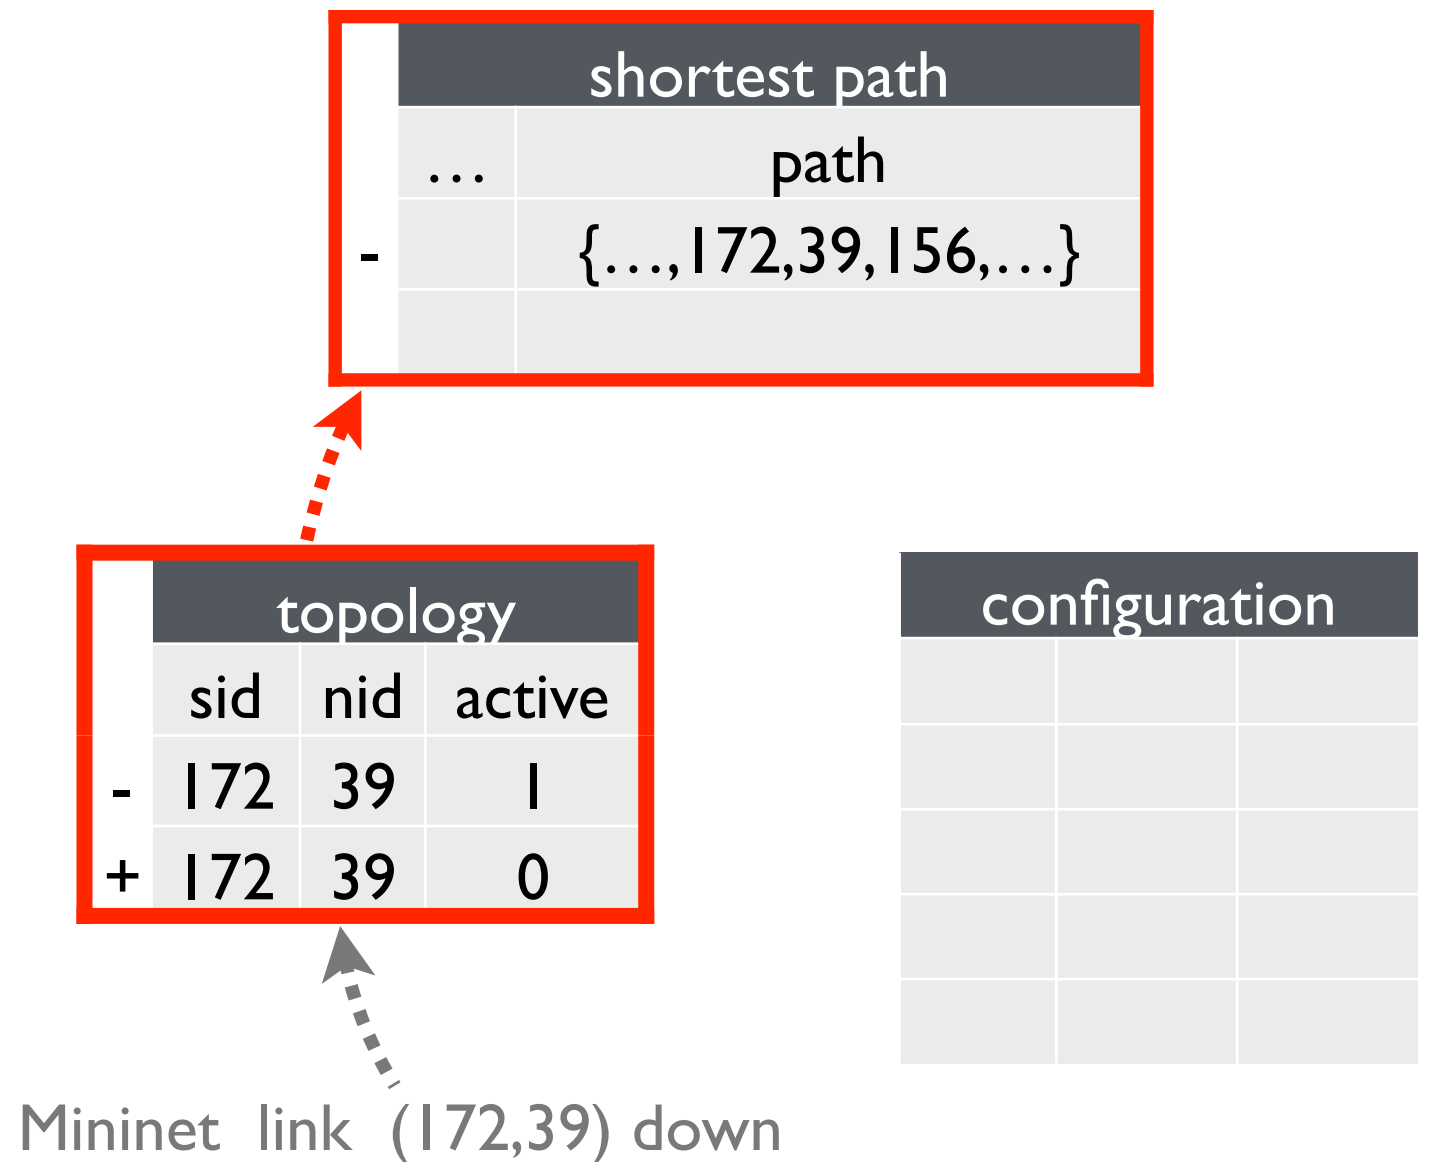 shortest path
… path
- {…,172,39,156,…}
topology
sid nid active
- 172 39 1
+ 172 39 0
configuration
Mininet link (172,39) down